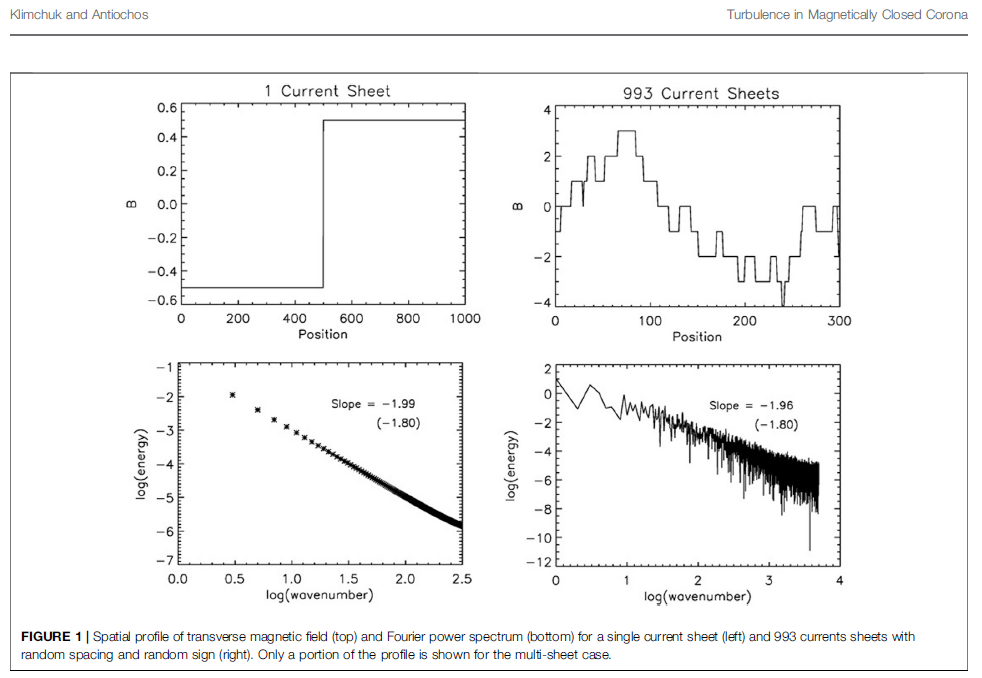 Klimchuk and Antiochos
Turbulence in Magnetically Closed Corona
1 Current Sheet
0.6
0.4
0.2
0.0
−0.2
−0.4
−0.6
B
0 200 400 600 800 1000
Position
993 Current Sheets
4
2
0
−2
−4
B
0 100 200 300
Position
−1
−2
−3
−4
−5
−6
−7
log(energy)
Slope = −1.99
(−1.80)
0.0 0.5 1.0 1.5 2.0 2.5
log(wavenumber)
2
0
−2
−4
−6
−8
−10
−12
log(energy)
Slope = −1.96
(−1.80)
0 1 2 3 4
log(wavenumber)
FIGURE 1 | Spatial profile of transverse magnetic field (top) and Fourier power spectrum (bottom) for a single current sheet (left) and 993 currents sheets with
random spacing and random sign (right). Only a portion of the profile is shown for the multi-sheet case.